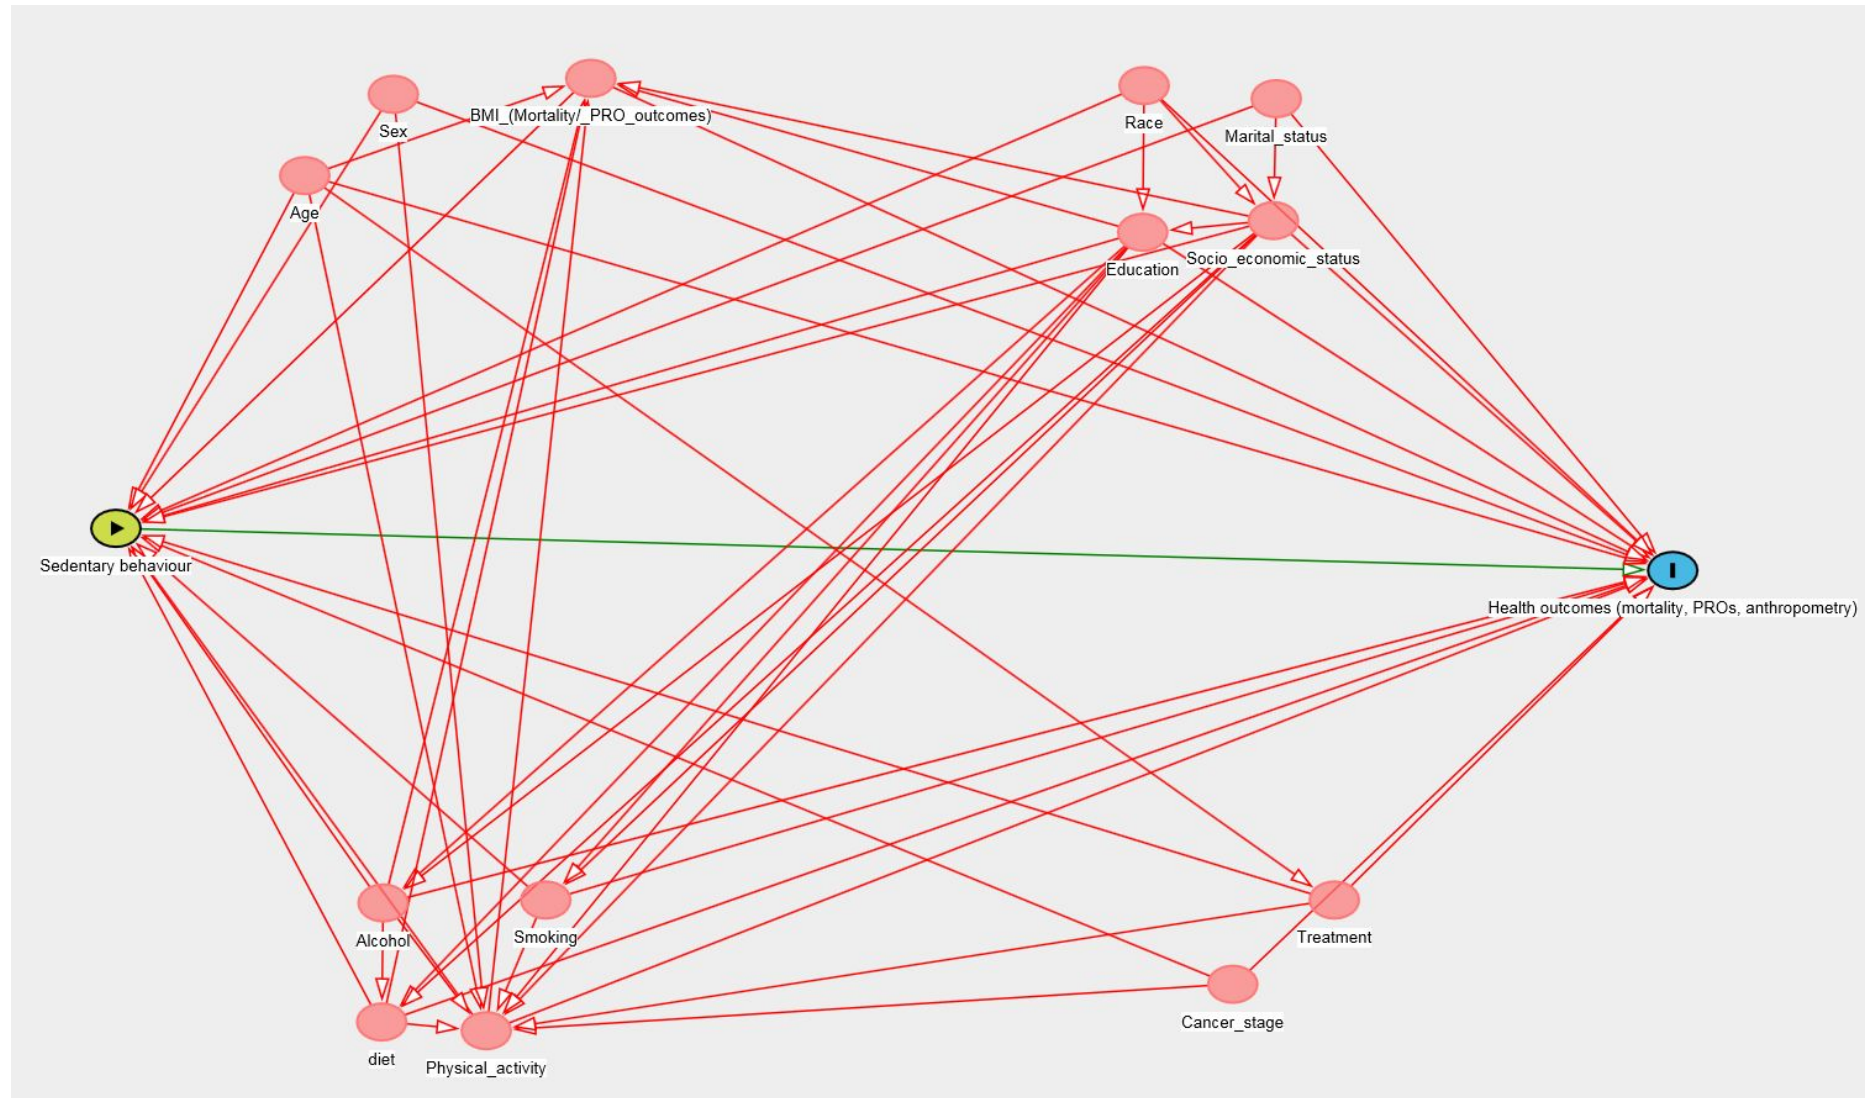 Sex
BMI_(Mortality/_PRO_outcomes)
Race
Marital_status
Age
Education
Socio_economic_status
Sedentary behaviour
Health outcomes (mortality, PROs, anthropometry)
Alcohol
Smoking
Treatment
Cancer_stage
diet
Physical_activity